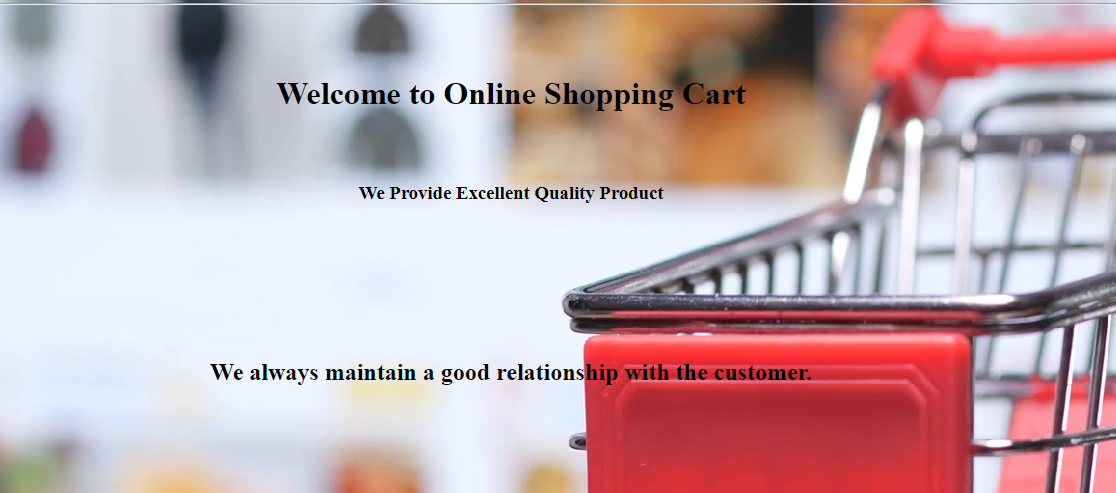 Welcome to Online Shopping Cart
We Provide Excellent Quality Product
We always maintain a good relationship with the customer.